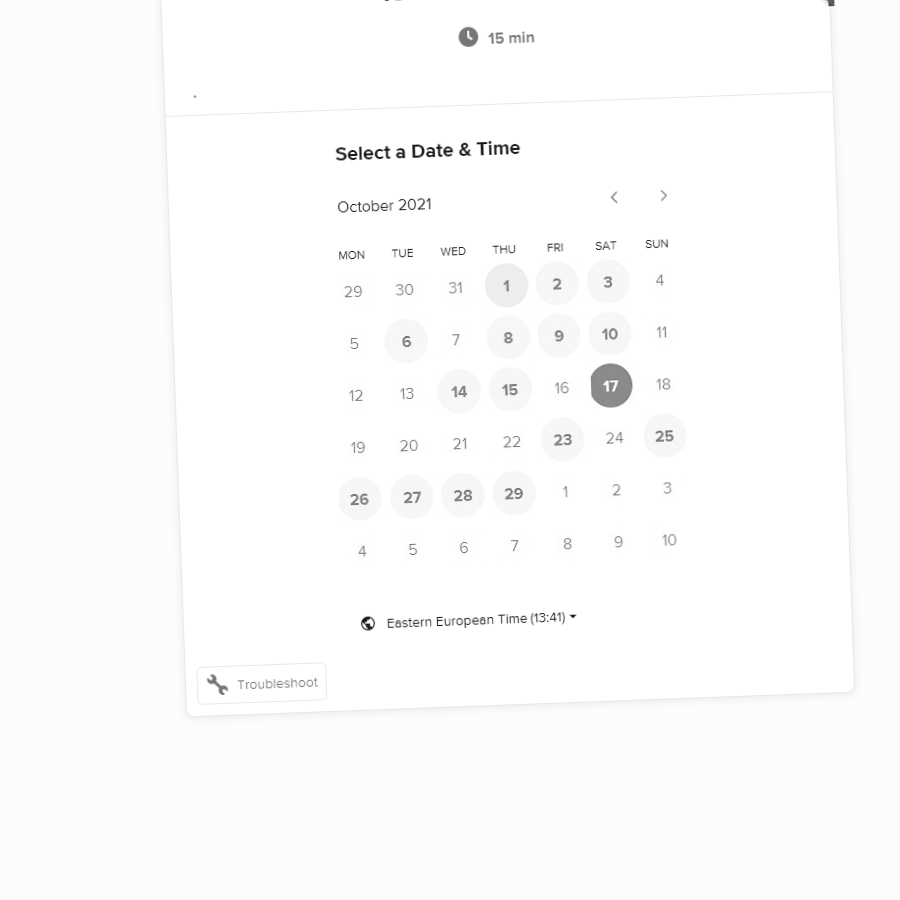 15 min
.
Select a Date & Time
October 2021
MON TUE WED THU FRI SAT SUN
29 30 31 1 2 3 4
5 6 7 8 9 10 11
12 13 14 15 16 17 18
19 20 21 22 23 24 25
26 27 28 29 1 2 3
4 5 6 7 8 9 10
Eastern European Time (13:41)
Troubleshoot